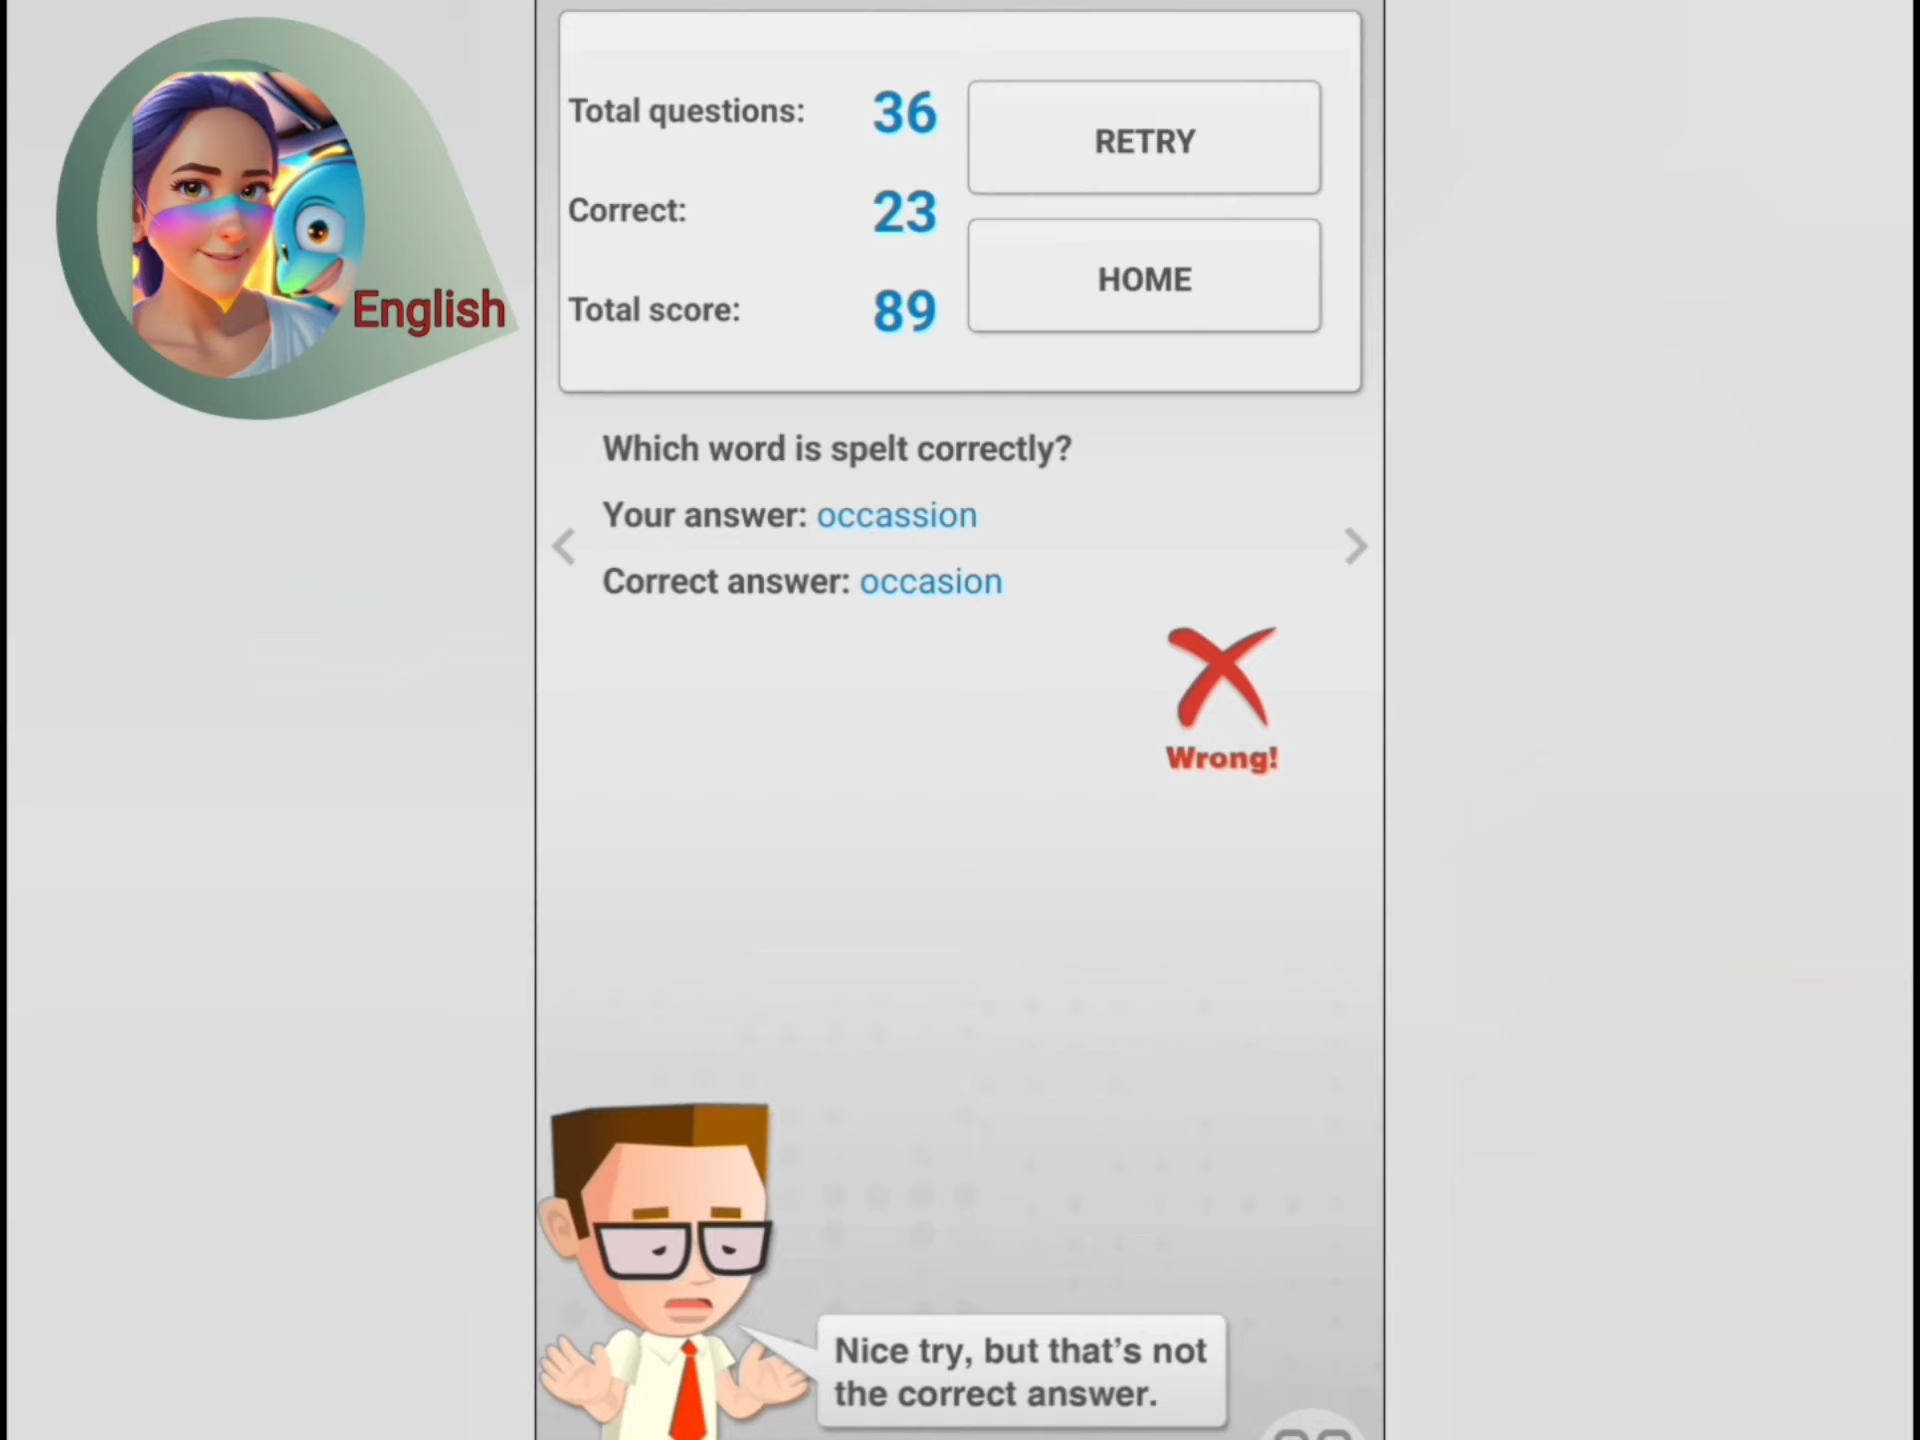 English
Total questions: 36
RETRY
Correct: 23
HOME
Total score: 89
Which word is spelt correctly?
Your answer: occassion
Correct answer: occasion
Wrong!
Nice try, but that's not
the correct answer.